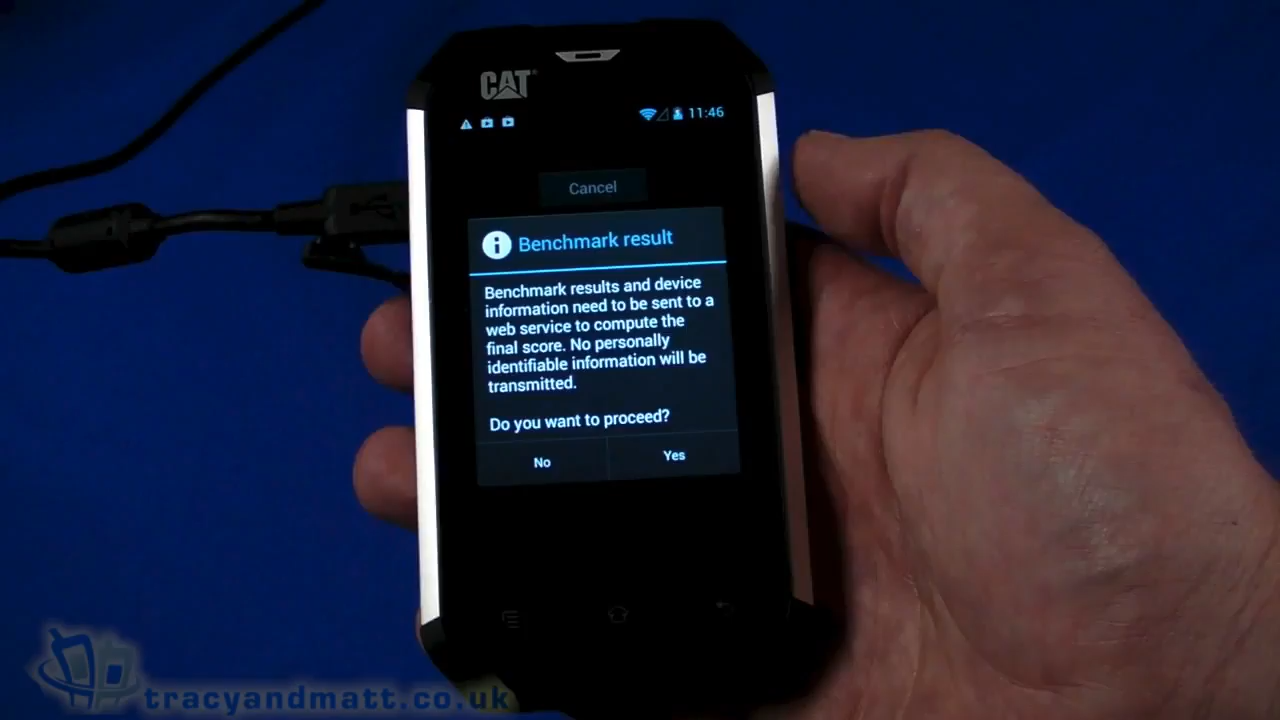 CAT
11:46
Cancel
Benchmark result
Benchmark results and device
information need to be sent to a
web service to compute the
final score. No personally
identifiable information will be
transmitted.
Do you want to proceed?
No
Yes
tracyandmatt.co.uk